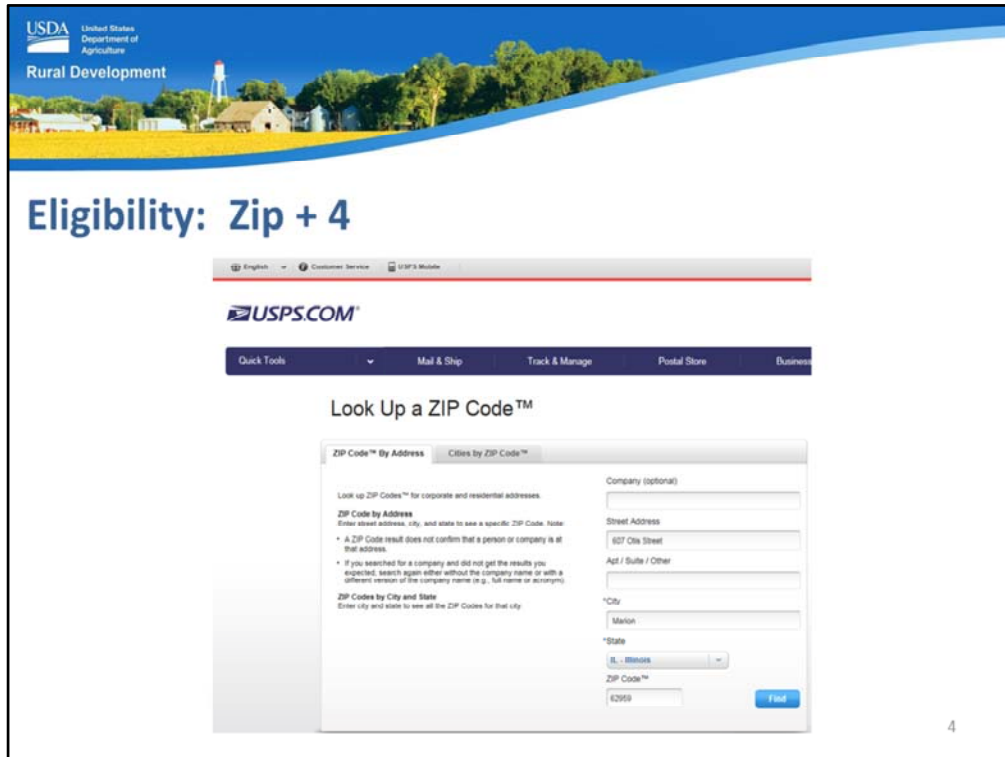 USDA
United States
Department of
Agriculture
Rural Development
Eligibility: Zip + 4
English
Customer Service
USPS Mobile
USPS.COM®
Quick Tools
Mail & Ship
Track & Manage
Postal Store
Business
Look Up a ZIP Code™
ZIP Code™ By Address
Cities by ZIP Code™
Look up ZIP Codes™ for corporate and residential addresses.
ZIP Code by Address
Enter street address, city, and state to see a specific ZIP Code. Note:
• A ZIP Code result does not confirm that a person or company is at
that address.
• If you searched for a company and did not get the results you
expected, search again either without the company name or with a
different version of the company name (e.g., full name or acronym).
ZIP Codes by City and State
Enter city and state to see all the ZIP Codes for that city.
Company (optional)
Street Address
607 Otis Street
Apt / Suite / Other
*City
Marion
*State
IL - Illinois
ZIP Code™
62959
Find
4